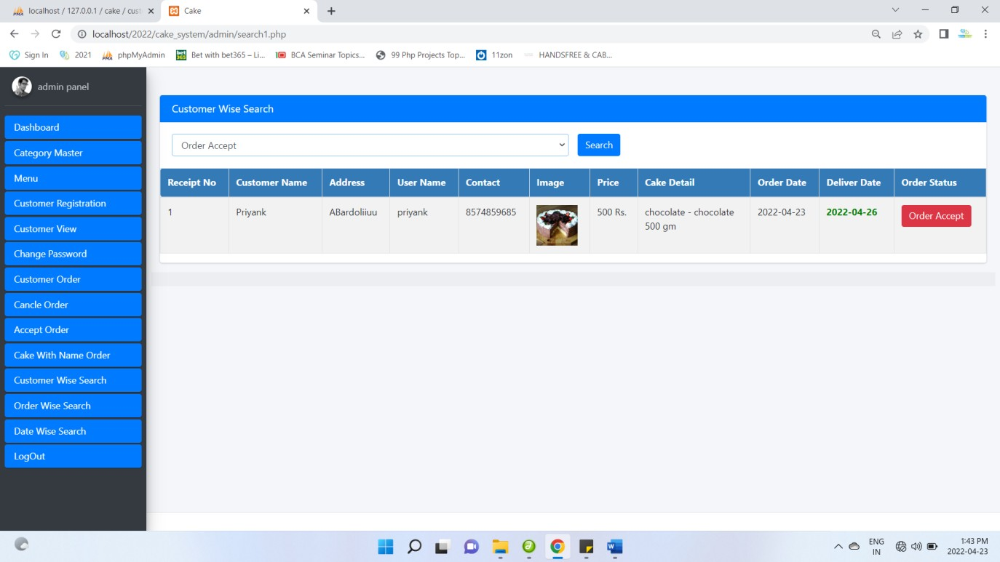 localhost / 127.0.0.1 / cake / cust
Cake
localhost/2022/cake_system/admin/search1.php
Sign In
2021
phpMyAdmin
bet365
Bet with bet365 – Li...
BCA Seminar Topics...
99 Php Projects Top...
11zon
HANDSFREE & CAB...
admin panel
Dashboard
Category Master
Menu
Customer Registration
Customer View
Change Password
Customer Order
Cancle Order
Accept Order
Cake With Name Order
Customer Wise Search
Order Wise Search
Date Wise Search
LogOut
Customer Wise Search
Order Accept
Search
Receipt No Customer Name Address User Name Contact Image Price Cake Detail Order Date Deliver Date Order Status
1 Priyank ABardoliiuu priyank 8574859685 500 Rs. chocolate - chocolate 2022-04-23 2022-04-26 Order Accept
500 gm
ENG
IN
1:43 PM
2022-04-23